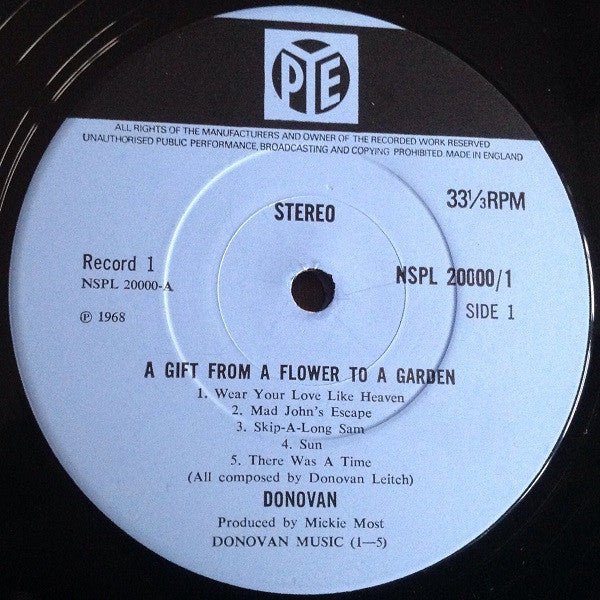 PYE
ALL RIGHTS OF THE MANUFACTURERS AND OWNER OF THE RECORDED WORK RESERVED
UNAUTHORISED PUBLIC PERFORMANCE, BROADCASTING AND COPYING PROHIBITED. MADE IN ENGLAND
STEREO
33⅓RPM
Record 1
NSPL 20000-A
NSPL 20000/1
SIDE 1
℗ 1968
A GIFT FROM A FLOWER TO A GARDEN
1. Wear Your Love Like Heaven
2. Mad John's Escape
3. Skip-A-Long Sam
4. Sun
5. There Was A Time
(All composed by Donovan Leitch)
DONOVAN
Produced by Mickie Most
DONOVAN MUSIC (1—5)